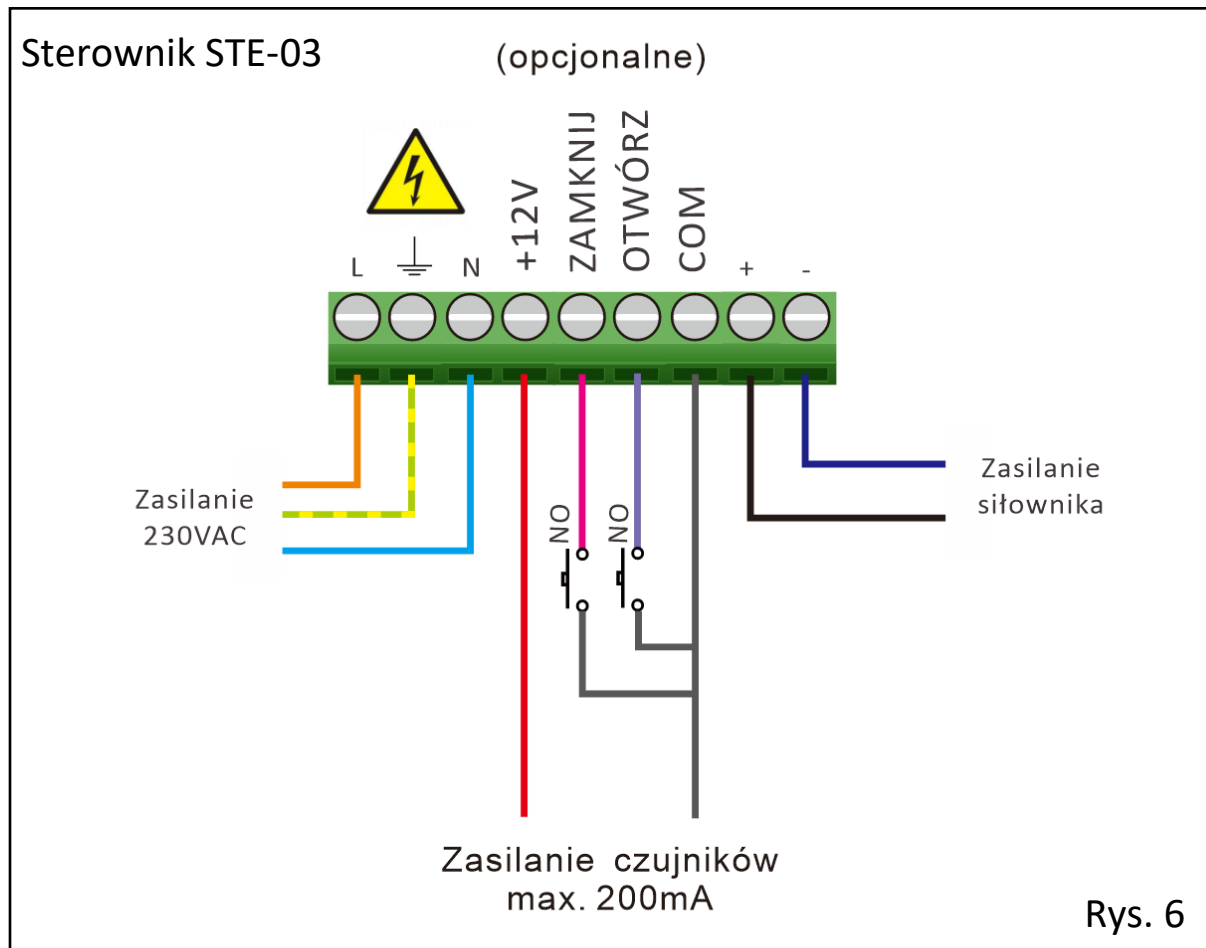 Sterownik STE-03
(opcjonalne)
L
N
+12V
ZAMKNIJ
OTWÓRZ
COM
+
-
Zasilanie
230VAC
NO
NO
Zasilanie
siłownika
Zasilanie czujników
max. 200mA
Rys. 6